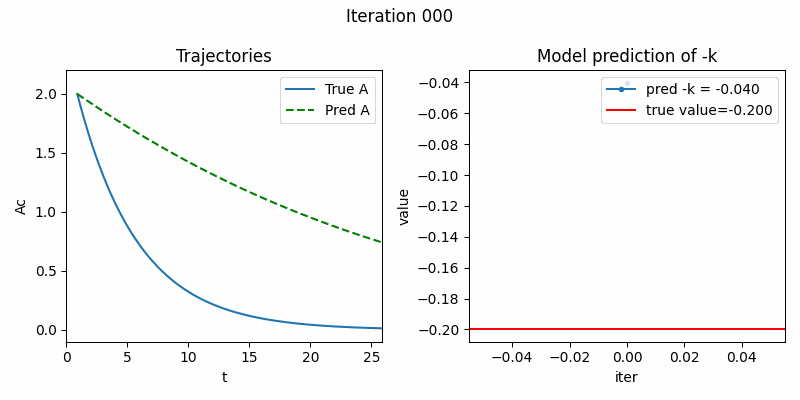 Iteration 000
Trajectories
True A
Pred A
2.0
1.5
1.0
0.5
0.0
Ac
0 5 10 15 20 25
t
Model prediction of -k
pred -k = -0.040
true value=-0.200
−0.04
−0.06
−0.08
−0.10
−0.12
−0.14
−0.16
−0.18
−0.20
value
−0.04 −0.02 0.00 0.02 0.04
iter